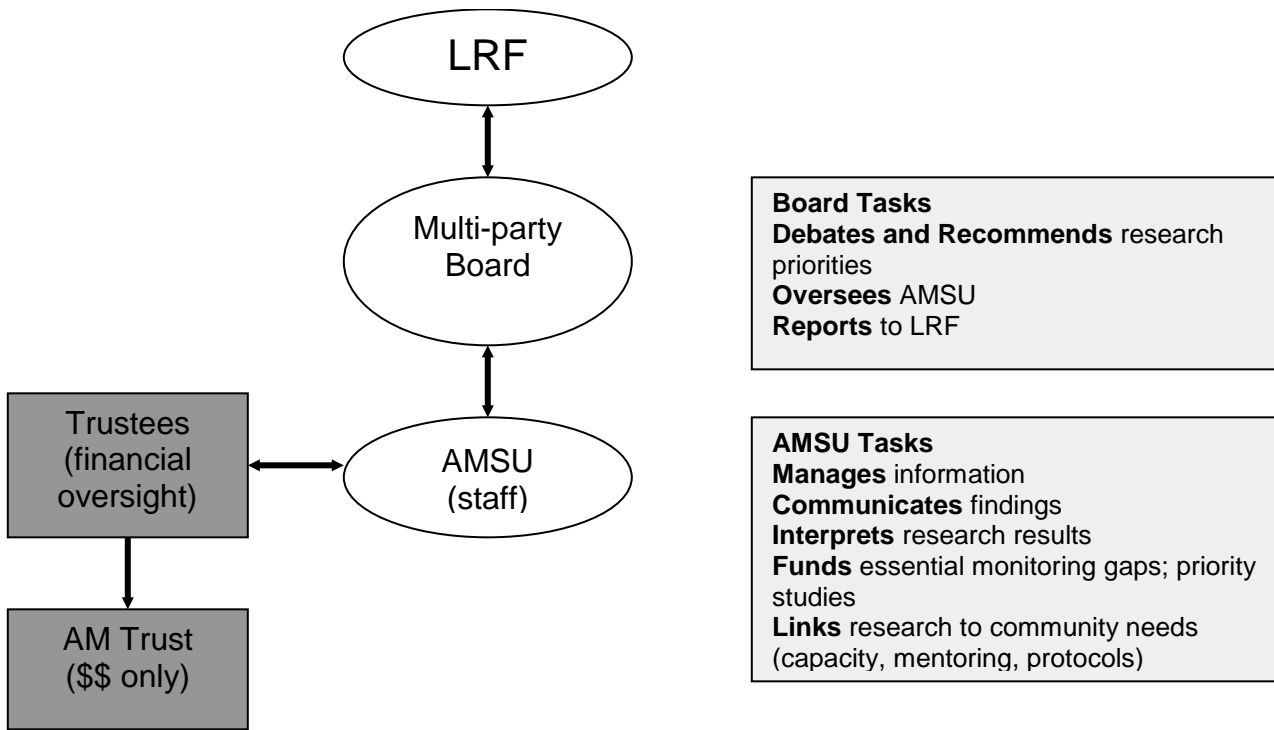 LRF
Multi-party
Board
Board Tasks
Debates and Recommends research
priorities
Oversees AMSU
Reports to LRF
Trustees
(financial
oversight)
AMSU
(staff)
AMSU Tasks
Manages information
Communicates findings
Interprets research results
Funds essential monitoring gaps; priority
studies
Links research to community needs
(capacity, mentoring, protocols)
AM Trust
($$ only)